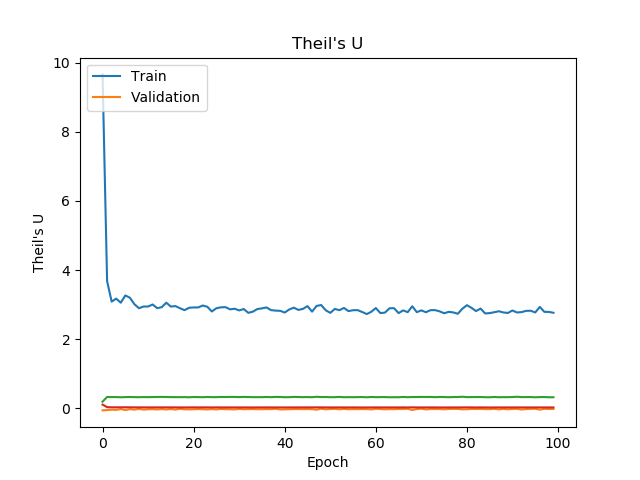 Theil's U
Train
Validation
Theil's U
10
8
6
4
2
0
0 20 40 60 80 100
Epoch